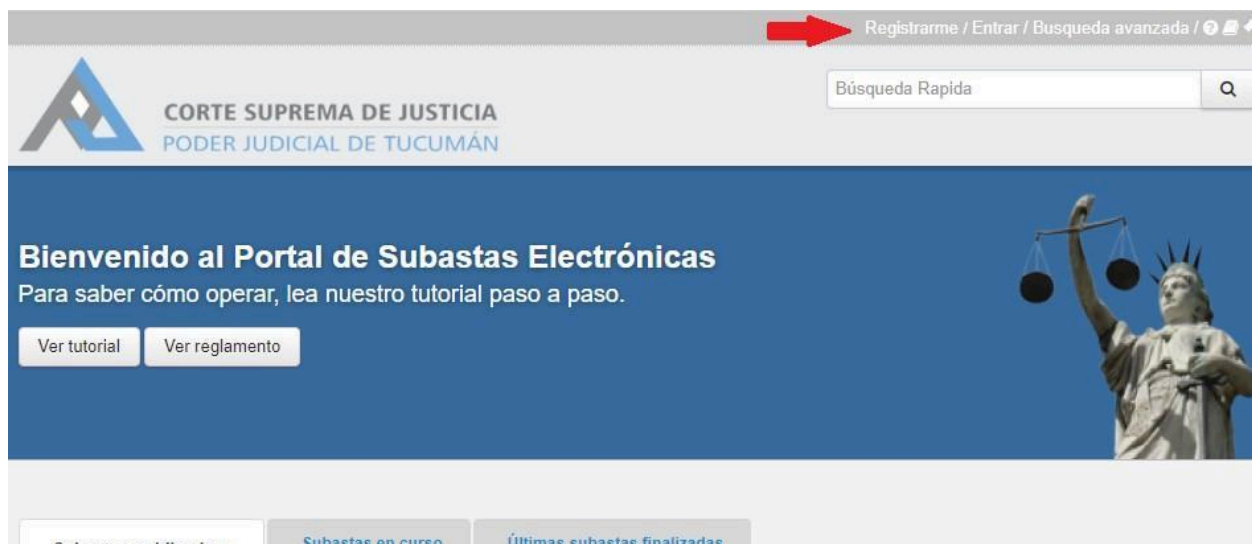 Registrarme / Entrar / Busqueda avanzada /
Búsqueda Rapida
CORTE SUPREMA DE JUSTICIA
PODER JUDICIAL DE TUCUMÁN
Bienvenido al Portal de Subastas Electrónicas
Para saber cómo operar, lea nuestro tutorial paso a paso.
Ver tutorial Ver reglamento
Subastas en curso Últimas subastas finalizadas